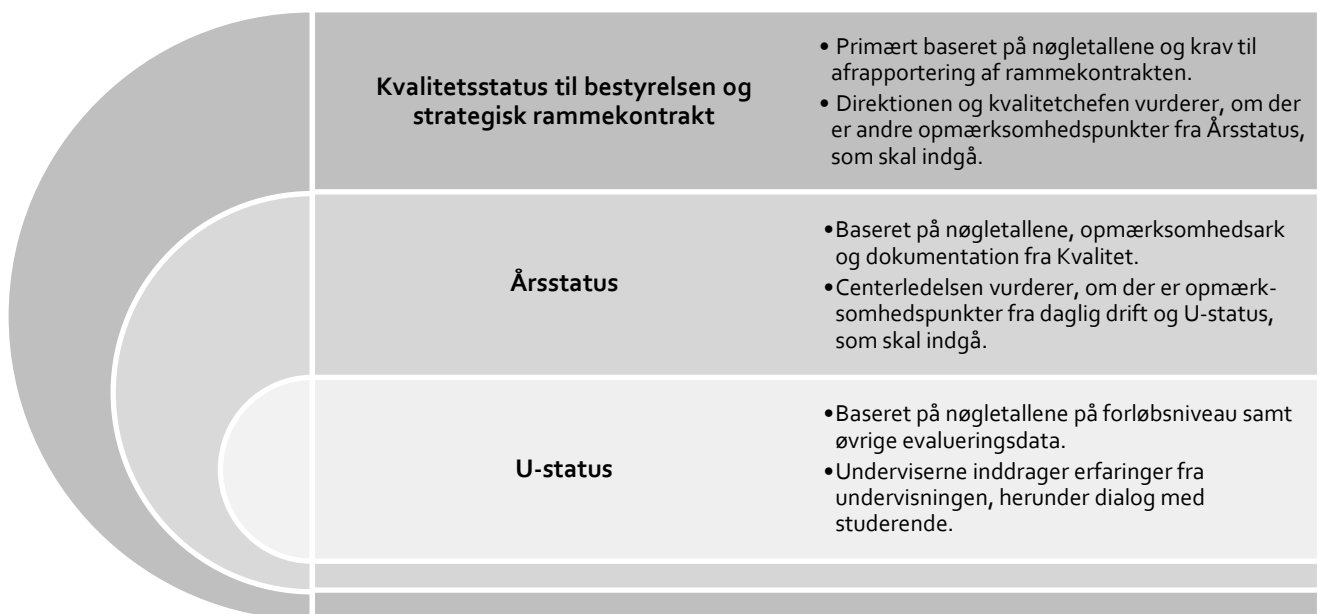 Kvalitetsstatus til bestyrelsen og
strategisk rammekontrakt
• Primært baseret på nøgletallene og krav til
afrapportering af rammekontrakten.
• Direktionen og kvalitetchefen vurderer, om der
er andre opmærksomhedspunkter fra Årsstatus,
som skal indgå.
Årsstatus
•Baseret på nøgletallene, opmærksomhedsark
og dokumentation fra Kvalitet.
•Centerledelsen vurderer, om der er opmærk-
somhedspunkter fra daglig drift og U-status,
som skal indgå.
U-status
•Baseret på nøgletallene på forløbsniveau samt
øvrige evalueringsdata.
•Underviserne inddrager erfaringer fra
undervisningen, herunder dialog med
studerende.